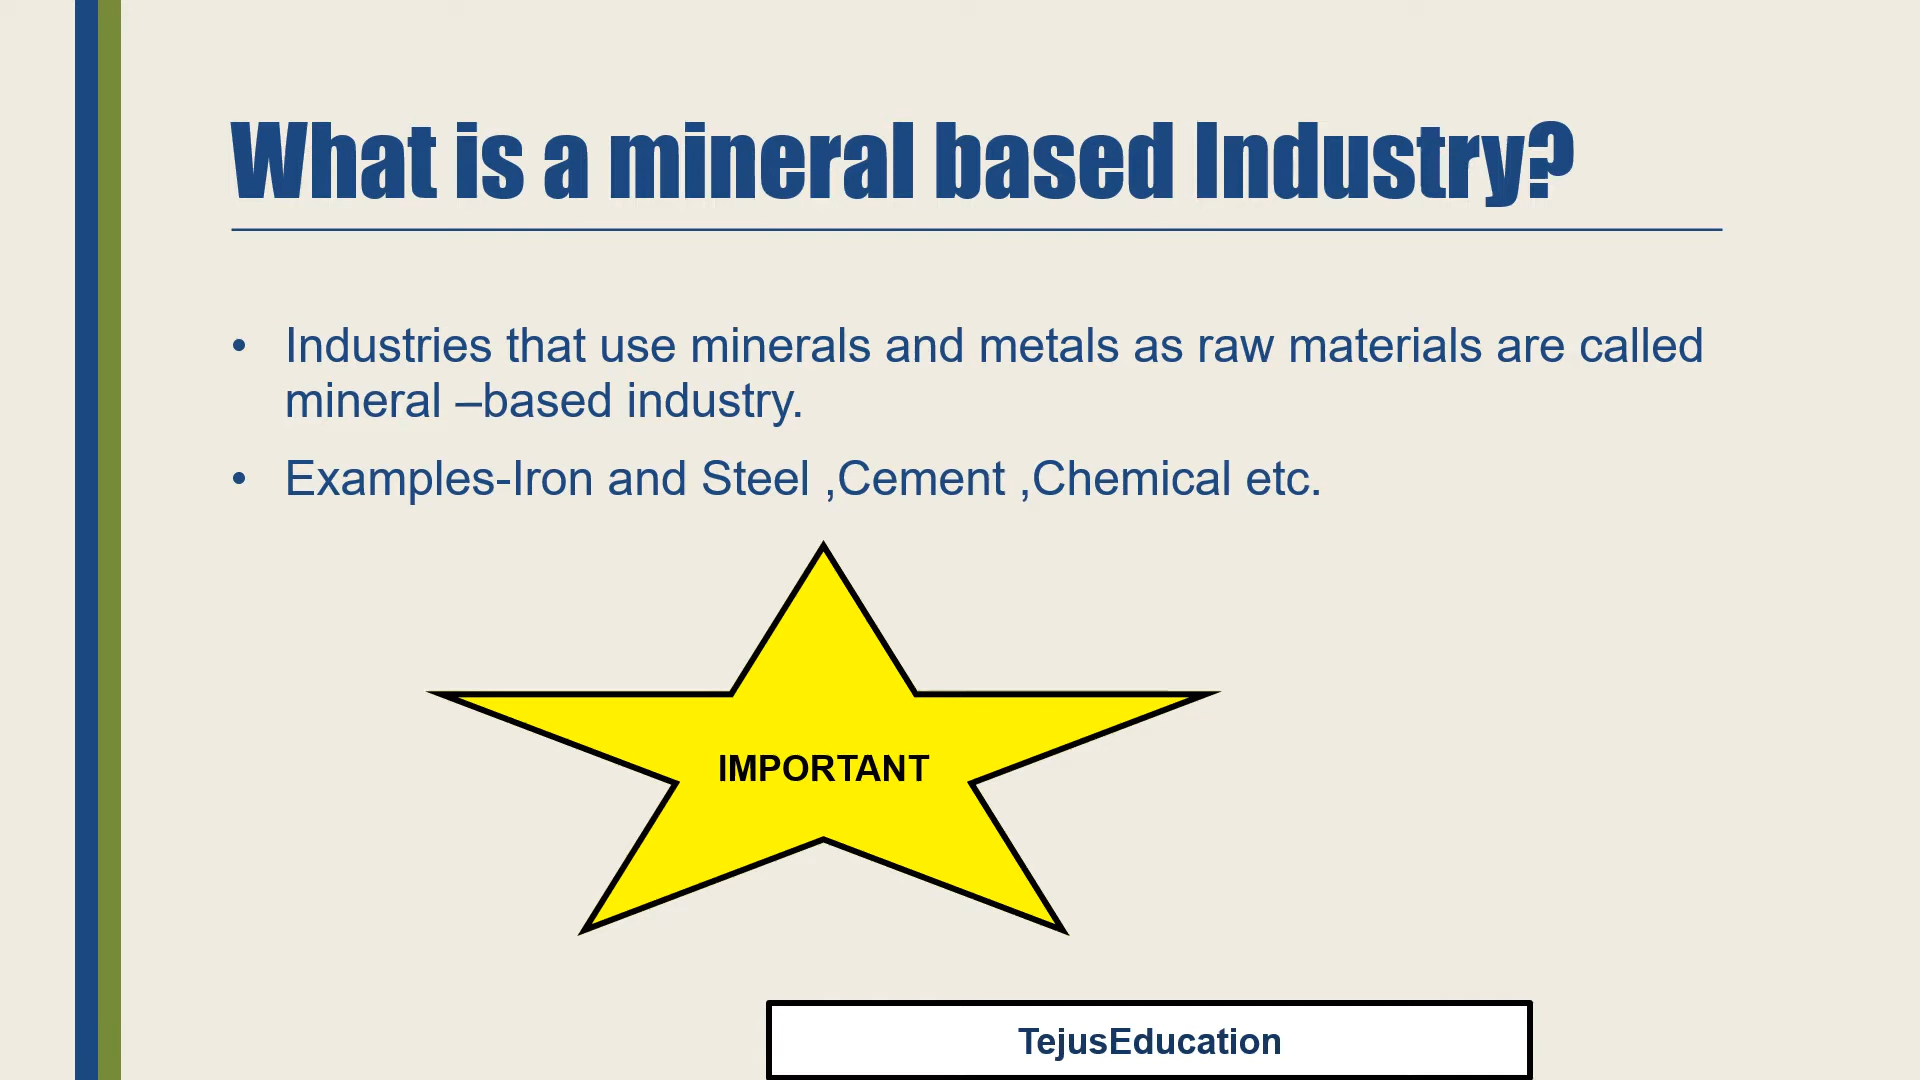 What is a mineral based Industry?
• Industries that use minerals and metals as raw materials are called
mineral –based industry.
• Examples-Iron and Steel ,Cement ,Chemical etc.
IMPORTANT
TejusEducation